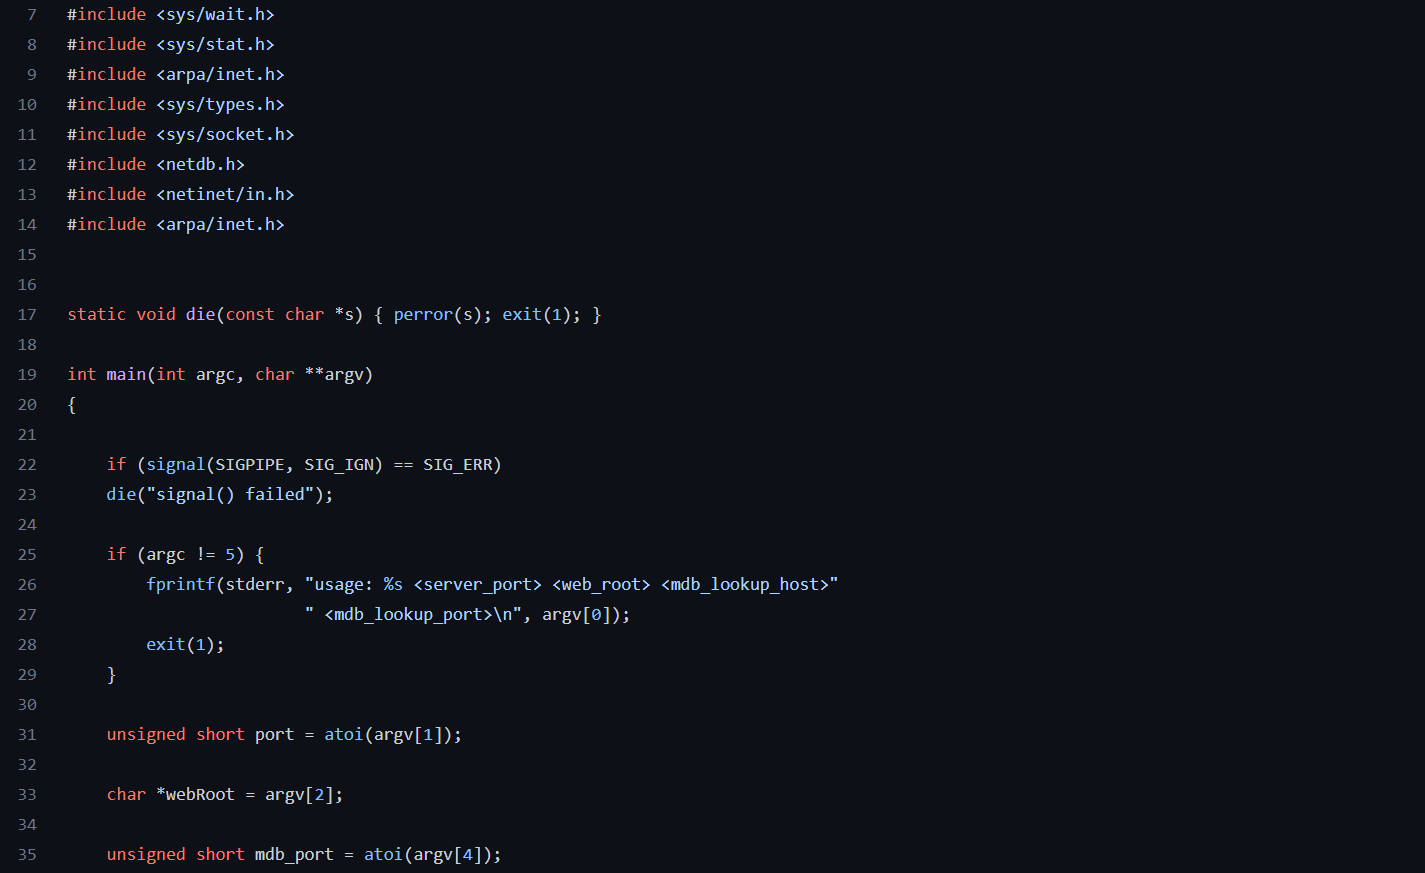 7 #include <sys/wait.h>
8 #include <sys/stat.h>
9 #include <arpa/inet.h>
10 #include <sys/types.h>
11 #include <sys/socket.h>
12 #include <netdb.h>
13 #include <netinet/in.h>
14 #include <arpa/inet.h>
15
16
17 static void die(const char *s) { perror(s); exit(1); }
18
19 int main(int argc, char **argv)
20 {
21
22     if (signal(SIGPIPE, SIG_IGN) == SIG_ERR)
23     die("signal() failed");
24
25     if (argc != 5) {
26         fprintf(stderr, "usage: %s <server_port> <web_root> <mdb_lookup_host>"
27                         " <mdb_lookup_port>\n", argv[0]);
28         exit(1);
29     }
30
31     unsigned short port = atoi(argv[1]);
32
33     char *webRoot = argv[2];
34
35     unsigned short mdb_port = atoi(argv[4]);